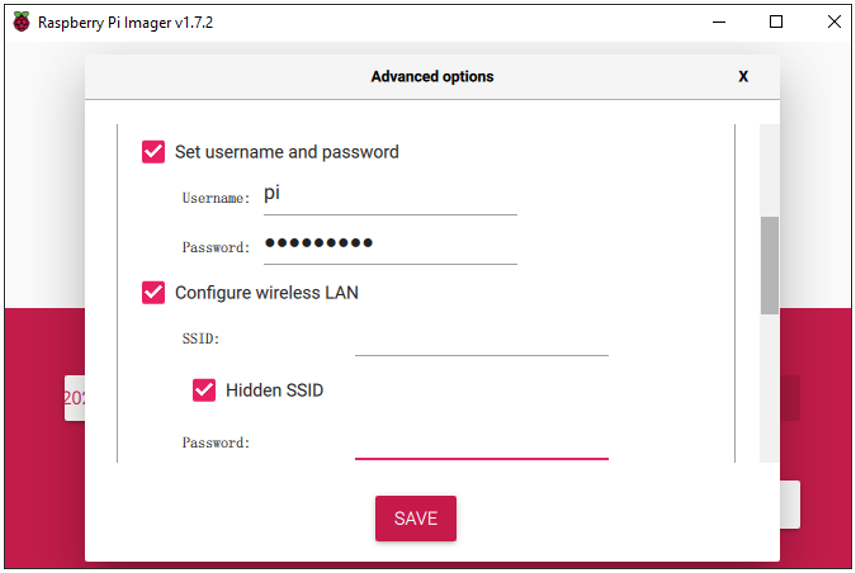 Raspberry Pi Imager v1.7.2
Advanced options
X
Set username and password
Username: pi
Password: •••••••••
Configure wireless LAN
SSID:
Hidden SSID
Password:
202
SAVE